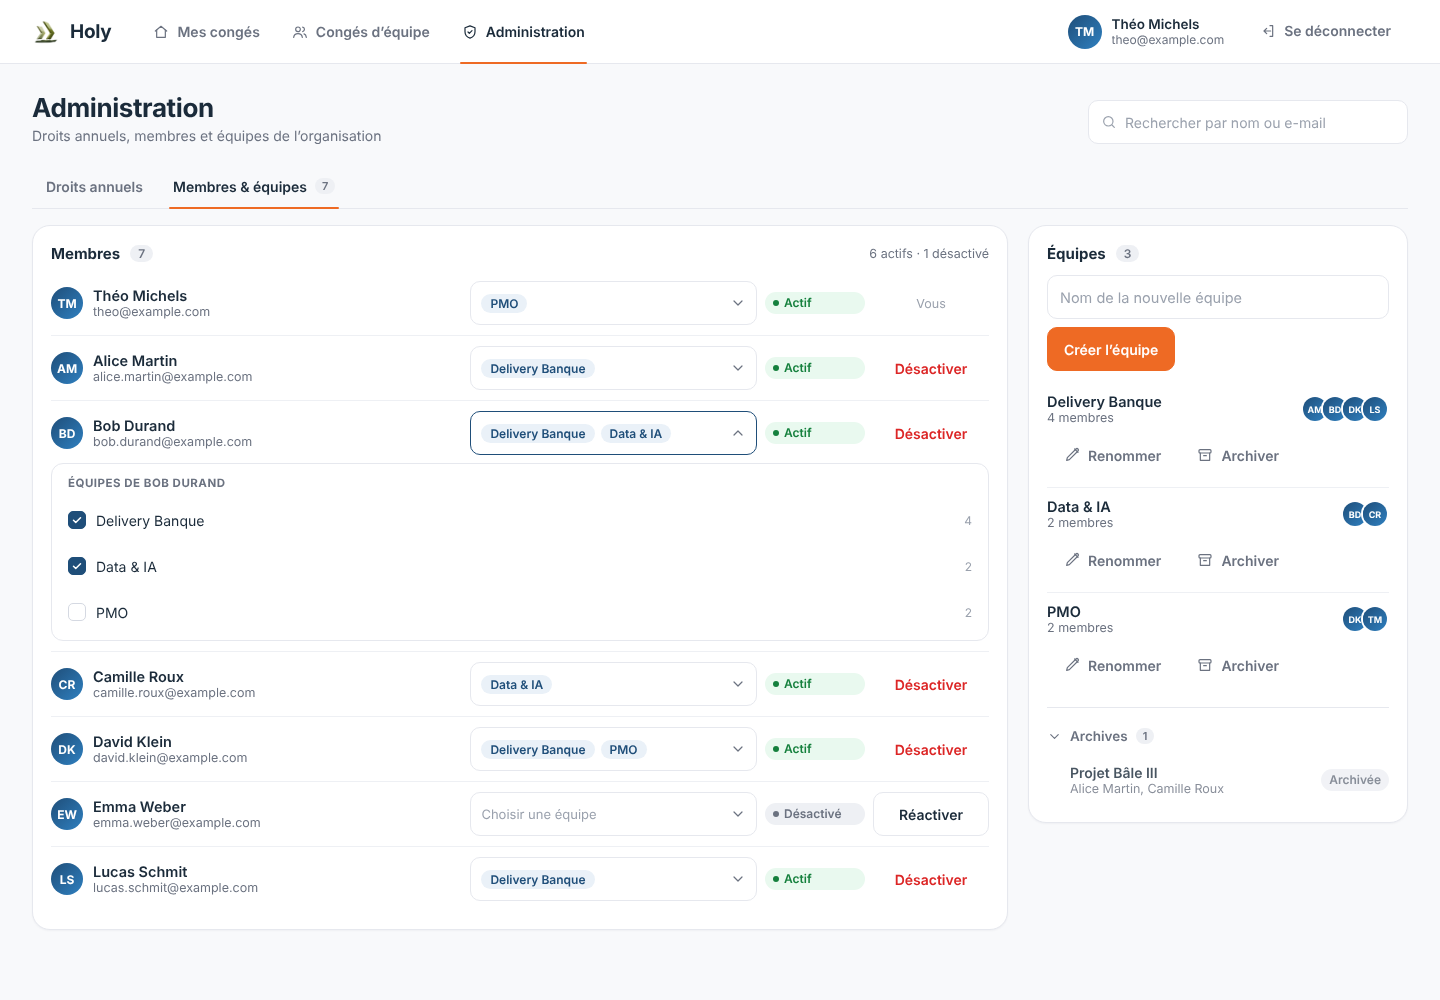 Holy
Mes congés
Congés d’équipe
Administration
TM
Théo Michels
theo@example.com
Se déconnecter
Administration
Droits annuels, membres et équipes de l’organisation
Rechercher par nom ou e-mail
Droits annuels
Membres & équipes 7
Membres 7
6 actifs · 1 désactivé
TM
Théo Michels
theo@example.com
PMO
Actif
Vous
AM
Alice Martin
alice.martin@example.com
Delivery Banque
Actif
Désactiver
BD
Bob Durand
bob.durand@example.com
Delivery Banque Data & IA
Actif
Désactiver
ÉQUIPES DE BOB DURAND
Delivery Banque 4
Data & IA 2
PMO 2
CR
Camille Roux
camille.roux@example.com
Data & IA
Actif
Désactiver
DK
David Klein
david.klein@example.com
Delivery Banque PMO
Actif
Désactiver
EW
Emma Weber
emma.weber@example.com
Choisir une équipe
Désactivé
Réactiver
LS
Lucas Schmit
lucas.schmit@example.com
Delivery Banque
Actif
Désactiver
Équipes 3
Nom de la nouvelle équipe
Créer l’équipe
Delivery Banque
4 membres
AM BD DK LS
Renommer Archiver
Data & IA
2 membres
BD CR
Renommer Archiver
PMO
2 membres
DK TM
Renommer Archiver
Archives 1
Projet Bâle III
Alice Martin, Camille Roux
Archivée